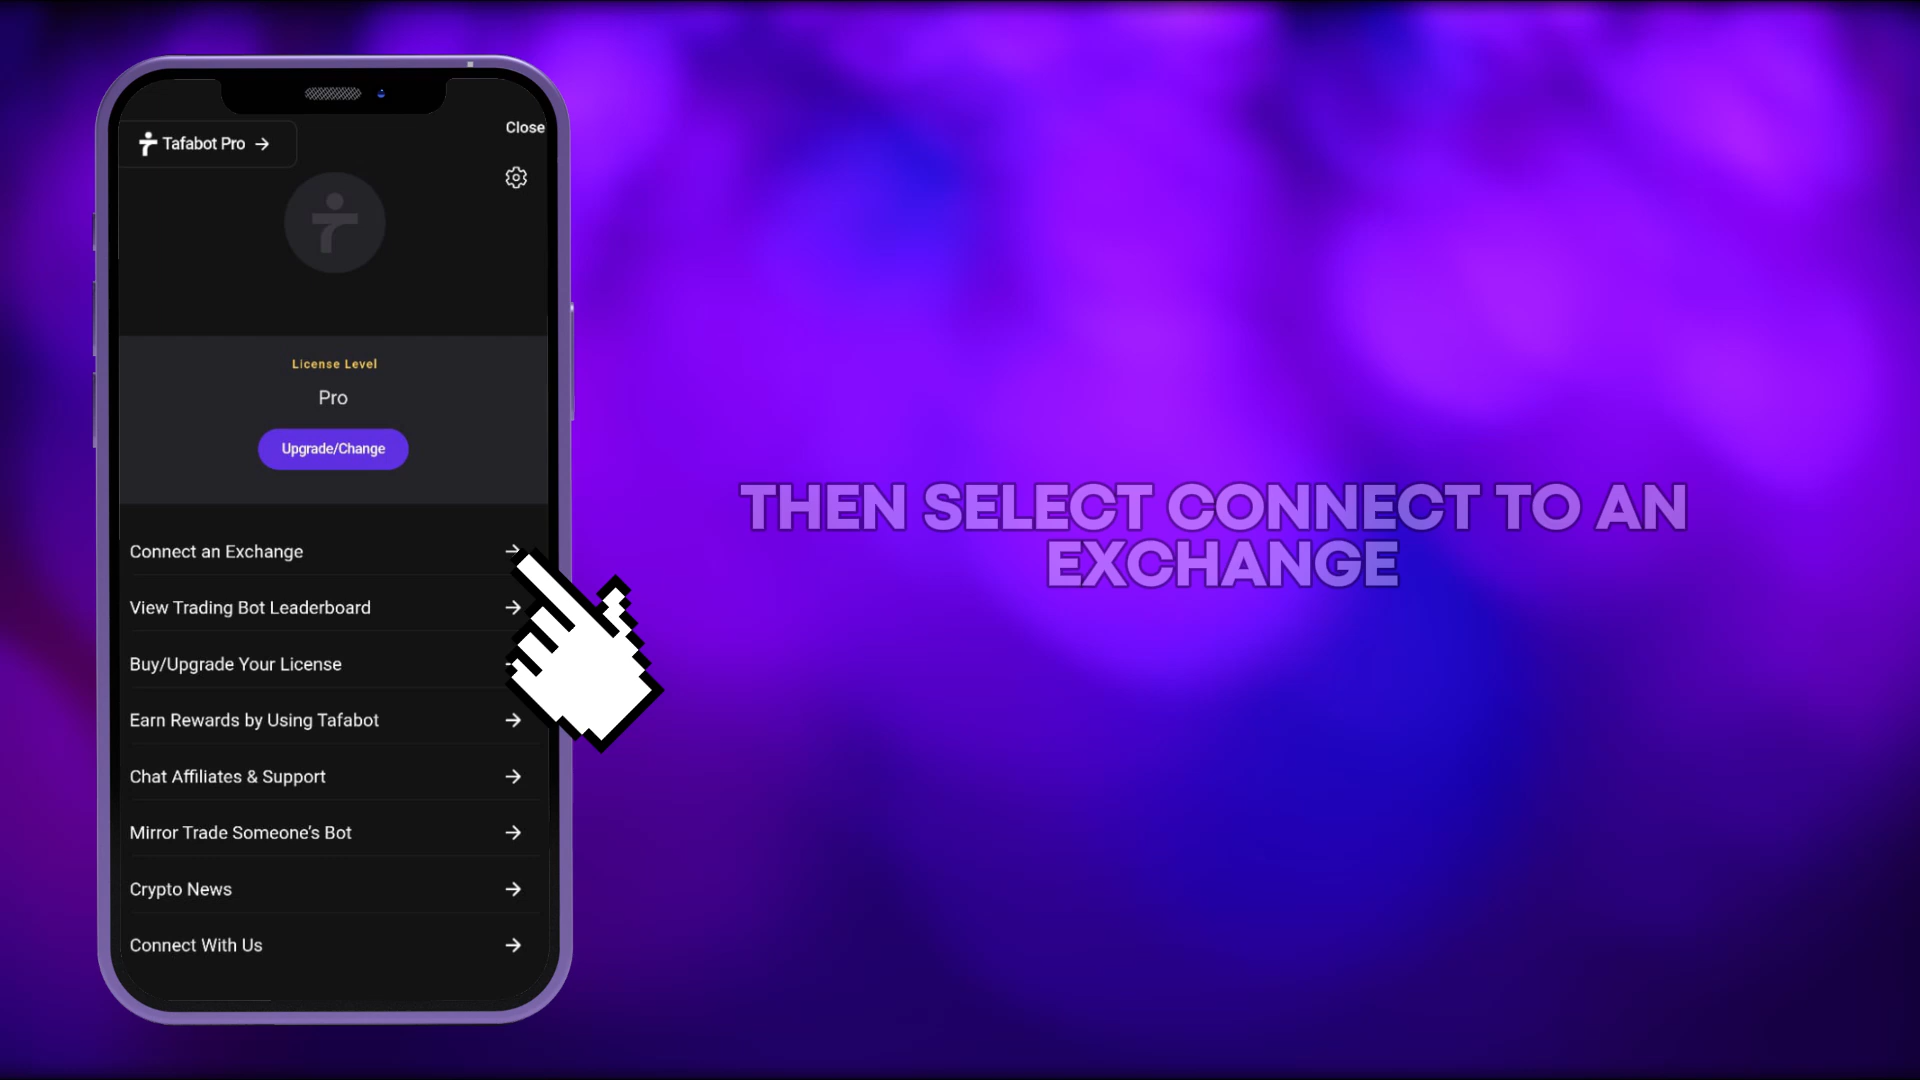 Close
Tafabot Pro
License Level
Pro
Upgrade/Change
Connect an Exchange
View Trading Bot Leaderboard
Buy/Upgrade Your License
Earn Rewards by Using Tafabot
Chat Affiliates & Support
Mirror Trade Someone's Bot
Crypto News
Connect With Us
THEN SELECT CONNECT TO AN
EXCHANGE